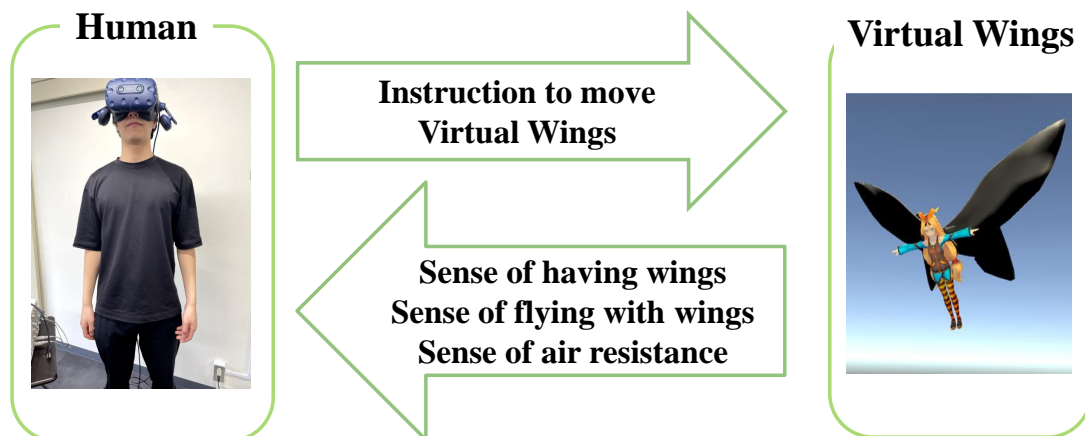 Human
Virtual Wings
Instruction to move
Virtual Wings
Sense of having wings
Sense of flying with wings
Sense of air resistance